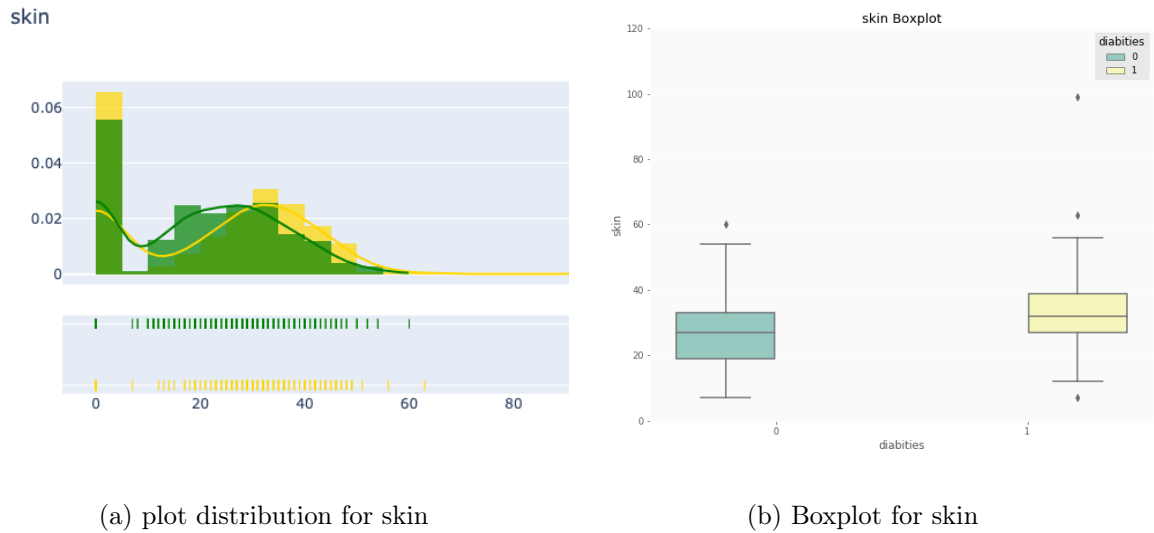 skin
0.06
0.04
0.02
0
0 20 40 60 80
skin Boxplot
120
100
80
60
40
20
0
skin
diabities
0
1
0 1
diabities
(a) plot distribution for skin
(b) Boxplot for skin